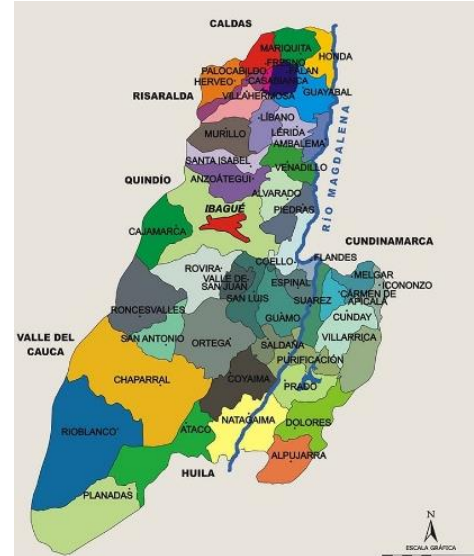 CALDAS
MARIQUITA
HONDA
FRESNO
PALOCABILDO
FALAN
HERVEO
CASABIANCA
RISARALDA
VILLAHERMOSA
GUAYABAL
LÍBANO
MURILLO
LÉRIDA
AMBALEMA
SANTA ISABEL
VENADILLO
RÍO MAGDALENA
QUINDÍO
ANZOÁTEGUI
ALVARADO
IBAGUÉ
PIEDRAS
CAJAMARCA
CUNDINAMARCA
COELLO
FLANDES
ROVIRA
VALLE DE
SAN JUAN
ESPINAL
MELGAR
ICONONZO
CARMEN DE
APICALÁ
RONCESVALLES
SAN LUIS
SUAREZ
GUAMO
CUNDAY
VALLE DEL
CAUCA
SAN ANTONIO
ORTEGA
SALDAÑA
VILLARRICA
PURIFICACIÓN
CHAPARRAL
COYAIMA
PRADO
RIOBLANCO
ATACO
NATAGAIMA
DOLORES
HUILA
ALPUJARRA
PLANADAS
N
ESCALA GRÁFICA